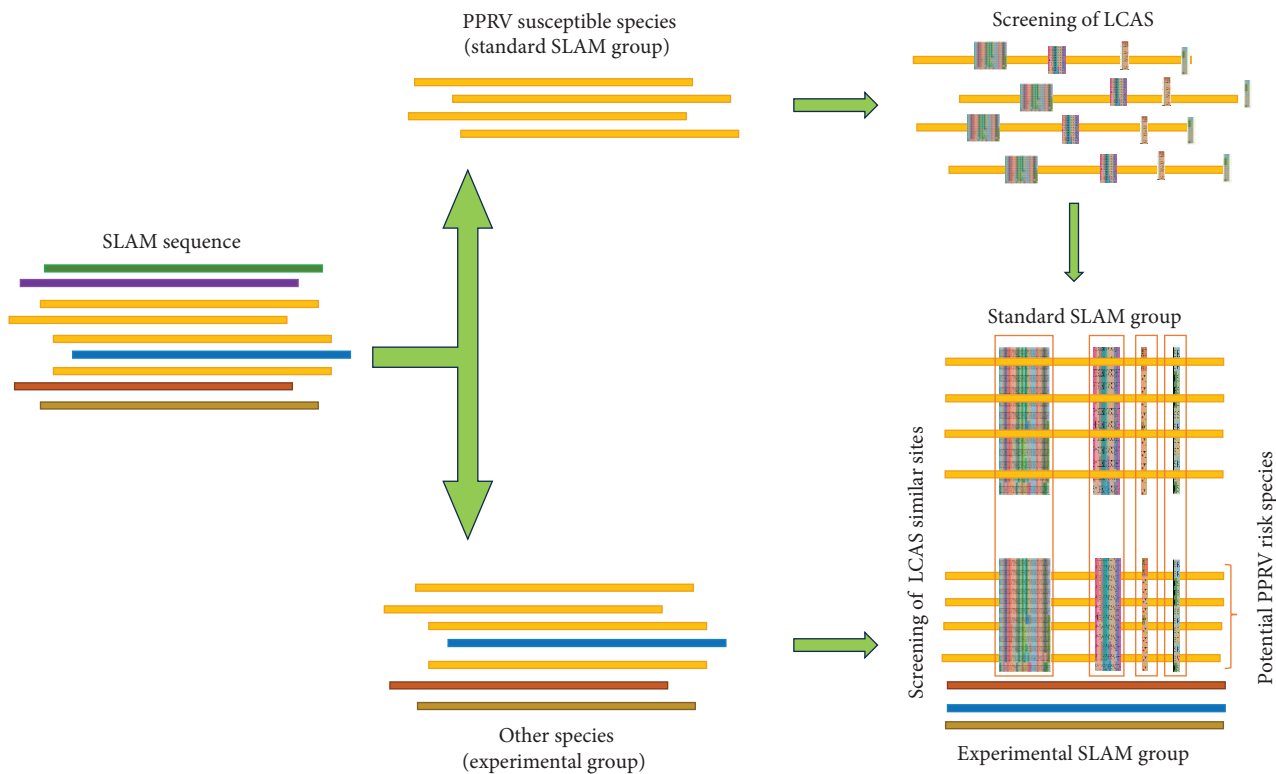 PPRV susceptible species
(standard SLAM group)
Screening of LCAS
SLAM sequence
Standard SLAM group
Screening of LCAS similar sites
Potential PPRV risk species
Other species
(experimental group)
Experimental SLAM group